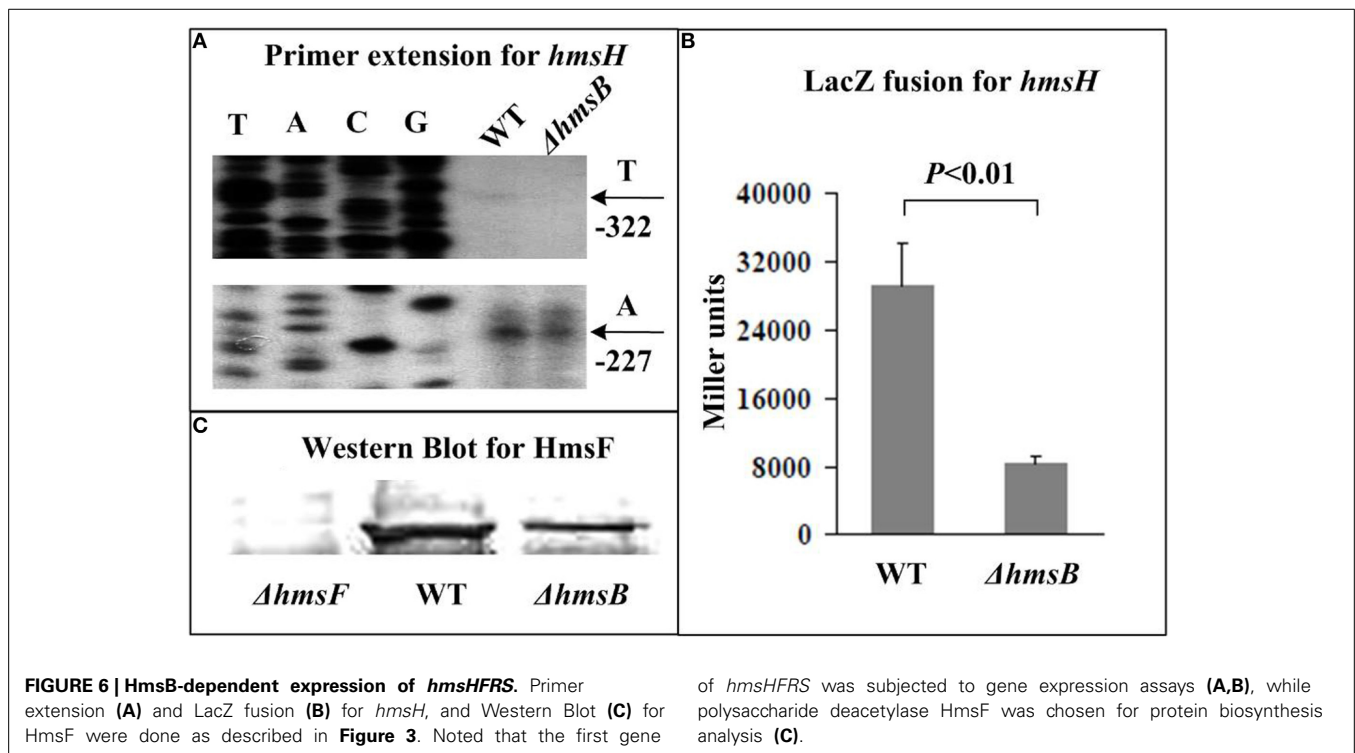 A
Primer extension for hmsH
T A C G WT ΔhmsB
T
-322
A
-227
B
LacZ fusion for hmsH
P<0.01
40000
32000
24000
16000
8000
0
Miller units
WT ΔhmsB
C
Western Blot for HmsF
ΔhmsF WT ΔhmsB
FIGURE 6 | HmsB-dependent expression of hmsHFRS. Primer
extension (A) and LacZ fusion (B) for hmsH, and Western Blot (C) for
HmsF were done as described in Figure 3. Noted that the first gene
of hmsHFRS was subjected to gene expression assays (A,B), while
polysaccharide deacetylase HmsF was chosen for protein biosynthesis
analysis (C).